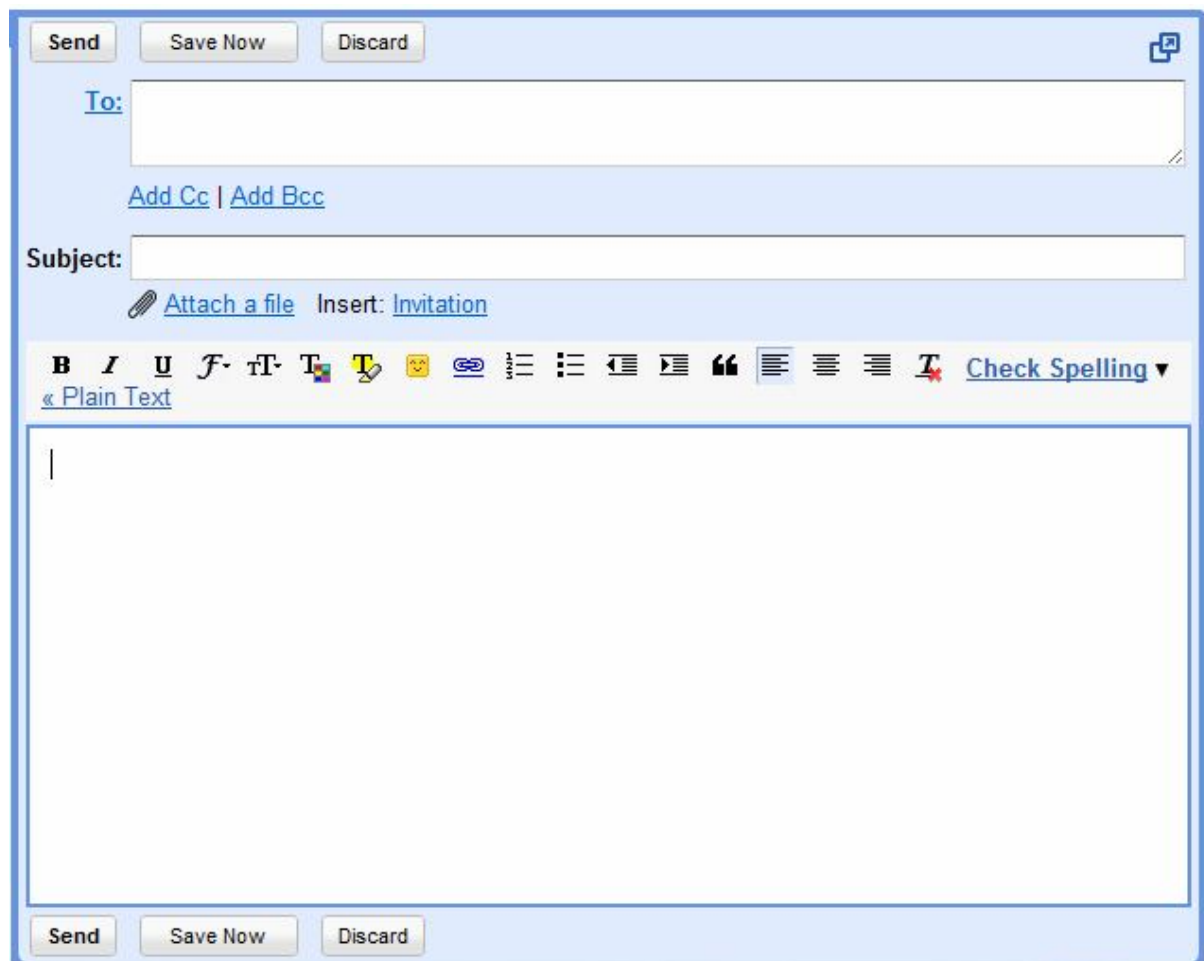 Send Save Now Discard
To:
Add Cc | Add Bcc
Subject:
Attach a file Insert: Invitation
B I U F TT T T Check Spelling ▼
« Plain Text
Send Save Now Discard